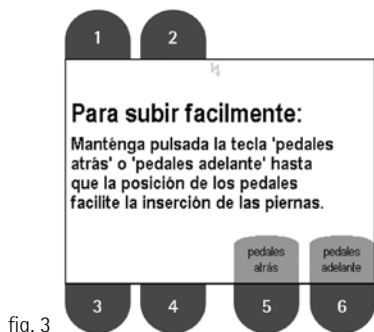 1 2
Para subir facilmente:
Manténga pulsada la tecla 'pedales
atrás' o 'pedales adelante' hasta
que la posición de los pedales
facilite la inserción de las piernas.
pedales pedales
atrás adelante
3 4 5 6
fig. 3